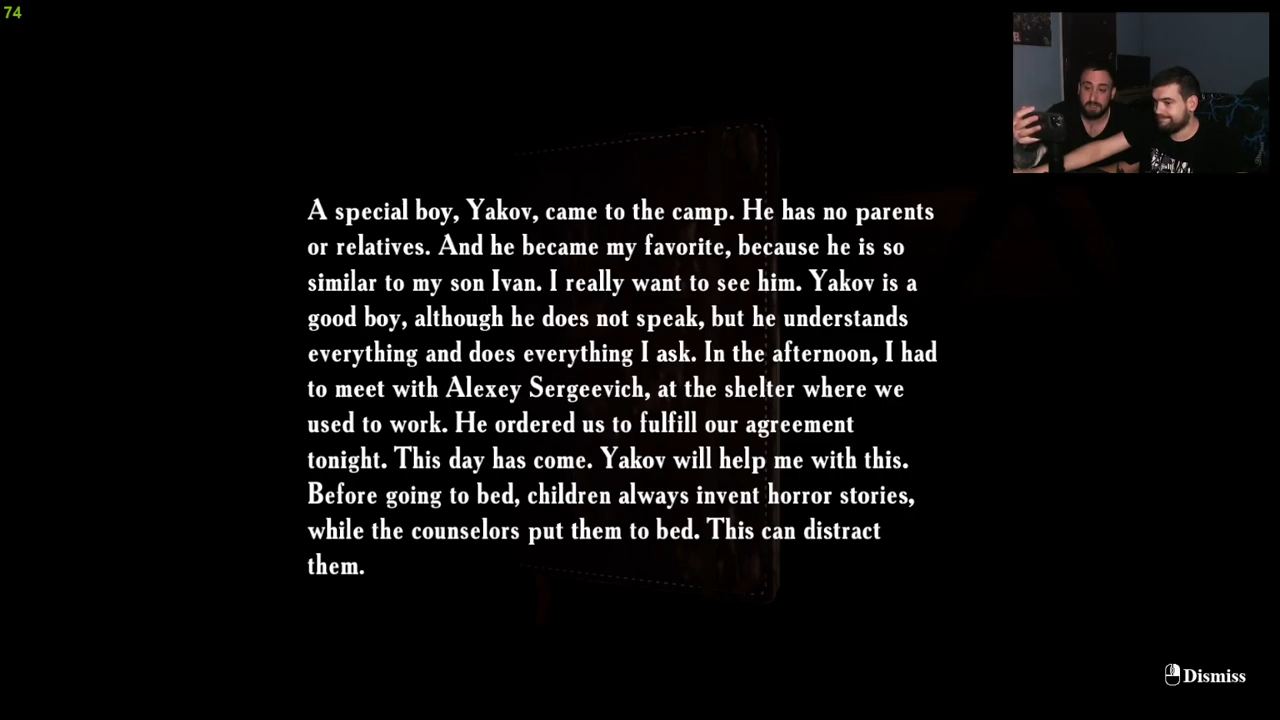 74
A special boy, Yakov, came to the camp. He has no parents
or relatives. And he became my favorite, because he is so
similar to my son Ivan. I really want to see him. Yakov is a
good boy, although he does not speak, but he understands
everything and does everything I ask. In the afternoon, I had
to meet with Alexey Sergeevich, at the shelter where we
used to work. He ordered us to fulfill our agreement
tonight. This day has come. Yakov will help me with this.
Before going to bed, children always invent horror stories,
while the counselors put them to bed. This can distract
them.
Dismiss